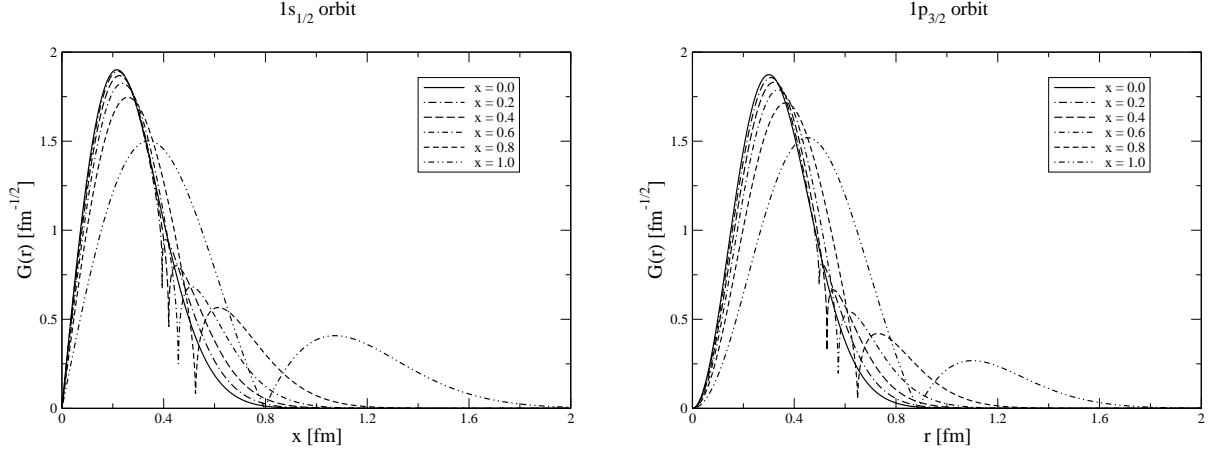 1s1/2 orbit
2
1.5
1
0.5
0
G(r) [fm-1/2]
x = 0.0
x = 0.2
x = 0.4
x = 0.6
x = 0.8
x = 1.0
0 0.4 0.8 1.2 1.6 2
x [fm]
1p3/2 orbit
2
1.5
1
0.5
0
G(r) [fm-1/2]
x = 0.0
x = 0.2
x = 0.4
x = 0.6
x = 0.8
x = 1.0
0 0.4 0.8 1.2 1.6 2
r [fm]